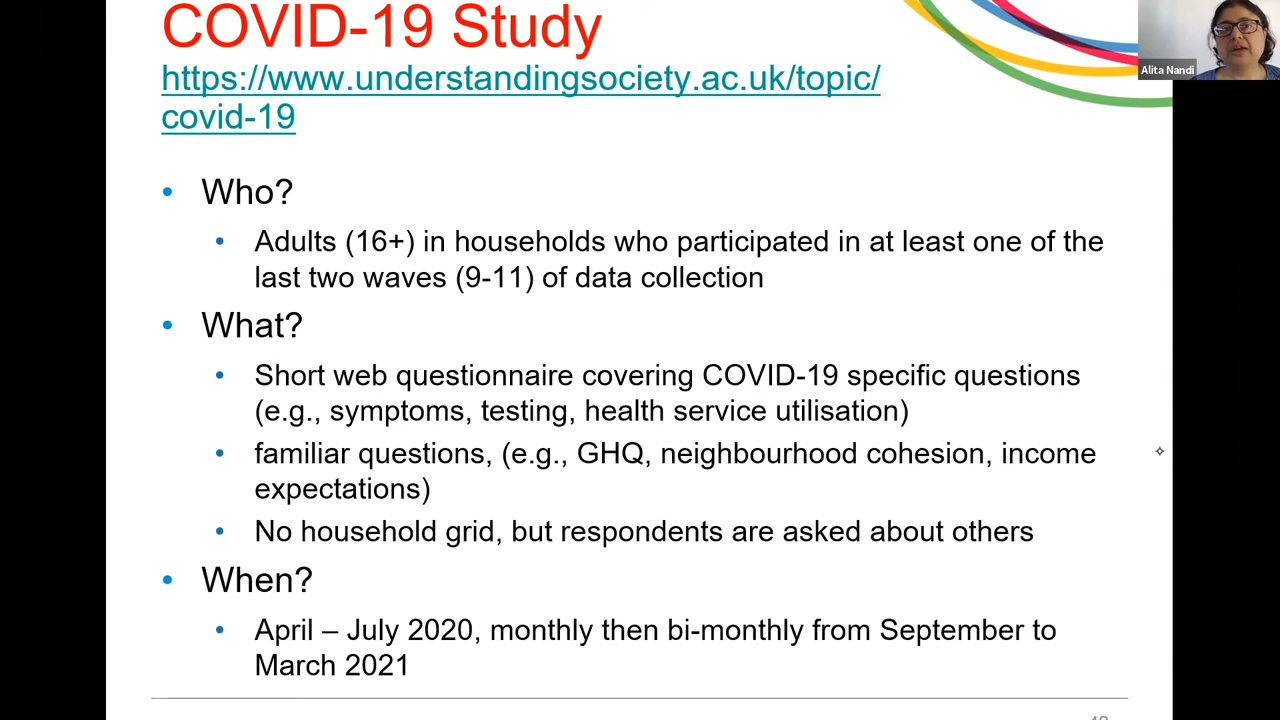 COVID-19 Study
https://www.understandingsociety.ac.uk/topic/
covid-19
Alita Nandi
• Who?
• Adults (16+) in households who participated in at least one of the
last two waves (9-11) of data collection
• What?
• Short web questionnaire covering COVID-19 specific questions
(e.g., symptoms, testing, health service utilisation)
• familiar questions, (e.g., GHQ, neighbourhood cohesion, income
expectations)
• No household grid, but respondents are asked about others
• When?
• April – July 2020, monthly then bi-monthly from September to
March 2021